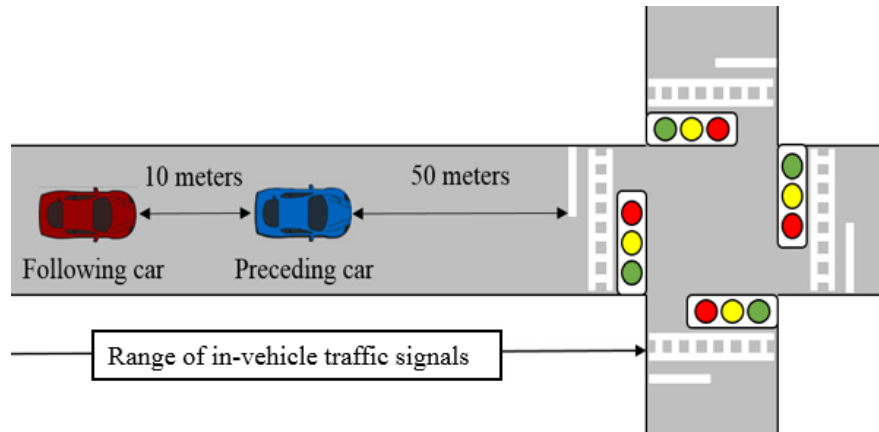 10 meters
50 meters
Following car
Preceding car
Range of in-vehicle traffic signals